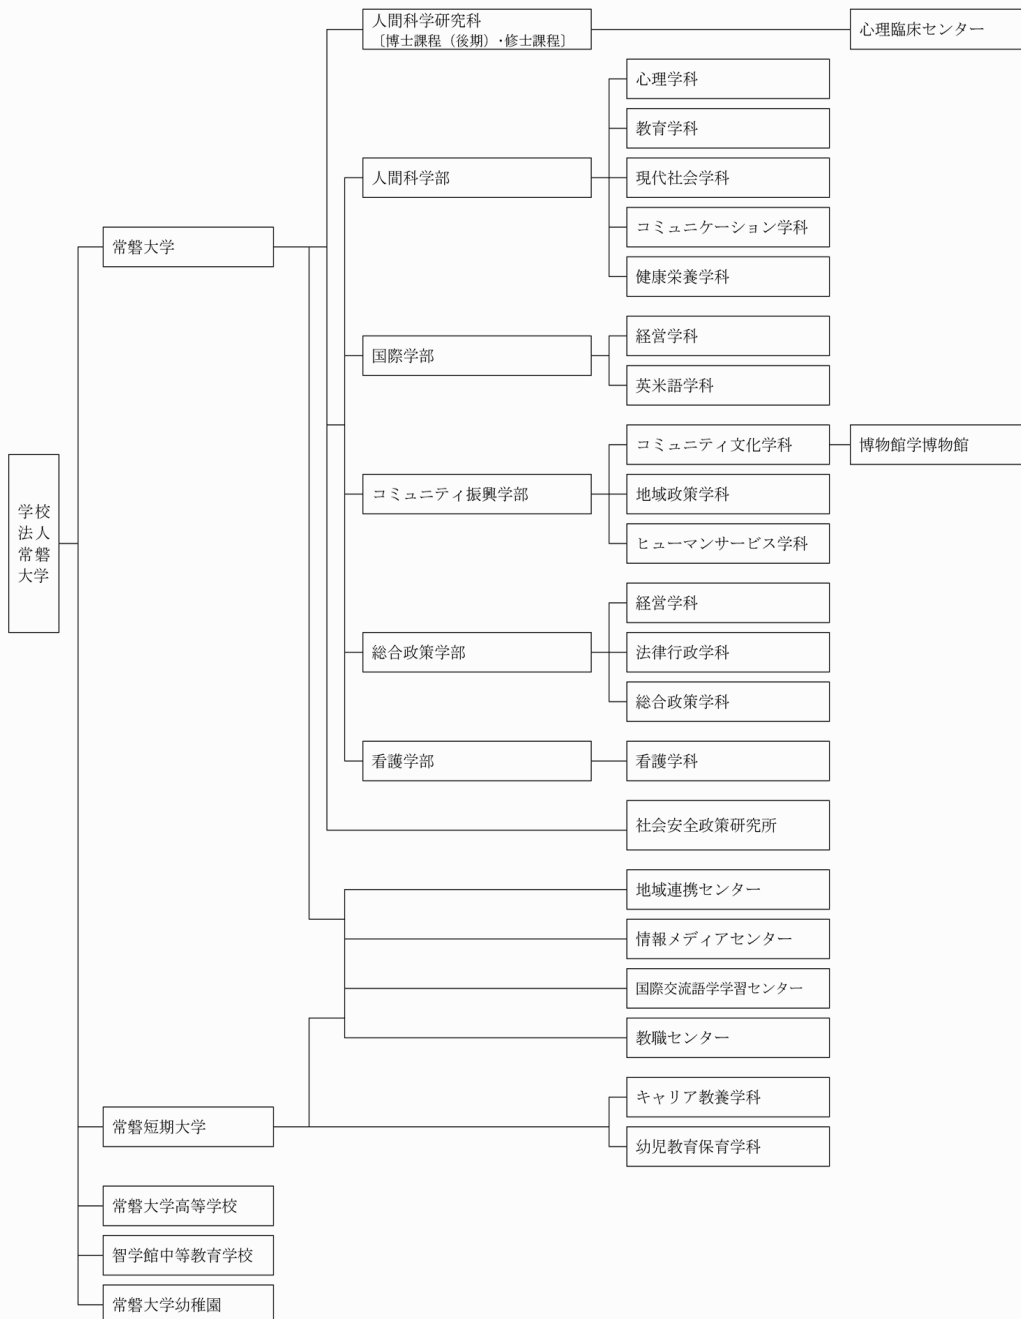 学校
法人
常磐
大学
常磐大学
人間科学研究科
〔博士課程（後期）・修士課程〕
心理臨床センター
人間科学部
心理学科
教育学科
現代社会学科
コミュニケーション学科
健康栄養学科
国際学部
経営学科
英米語学科
コミュニティ振興学部
コミュニティ文化学科
博物館学博物館
地域政策学科
ヒューマンサービス学科
総合政策学部
経営学科
法律行政学科
総合政策学科
看護学部
看護学科
社会安全政策研究所
地域連携センター
情報メディアセンター
国際交流語学学習センター
教職センター
常磐短期大学
キャリア教養学科
幼児教育保育学科
常磐大学高等学校
智学館中等教育学校
常磐大学幼稚園